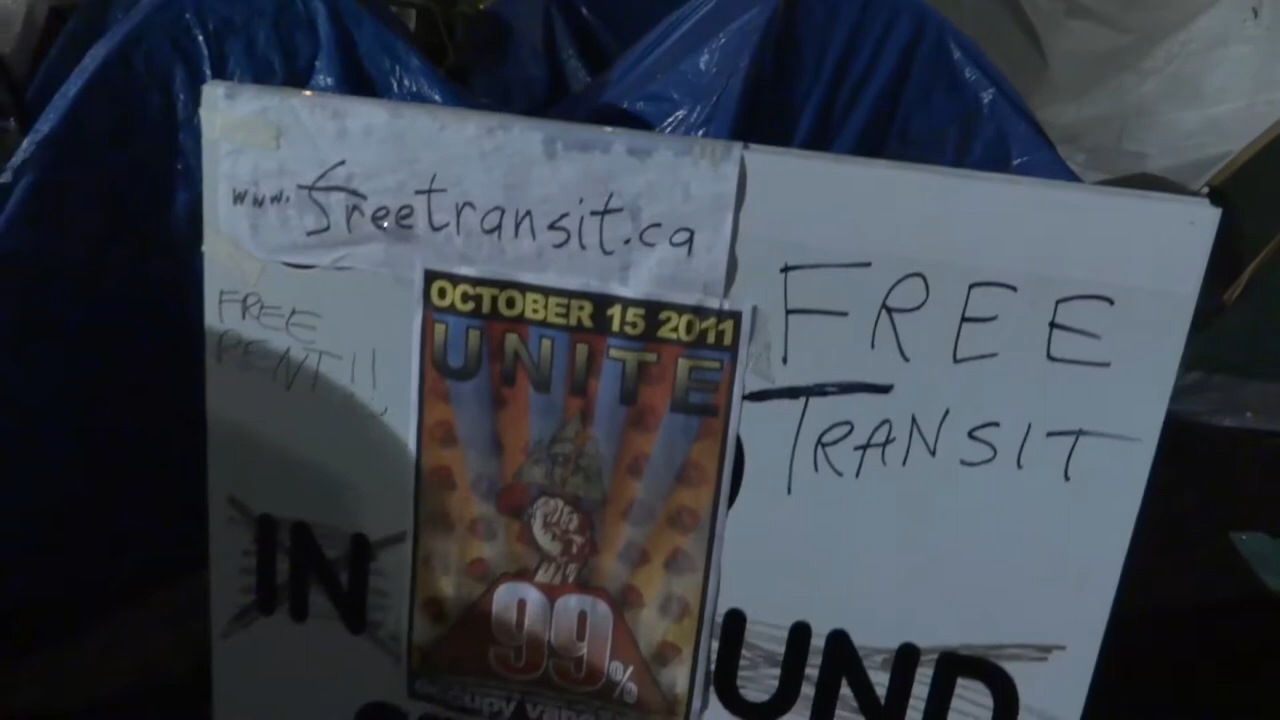 www.freetransit.ca
FREE
RENT!!
OCTOBER 15 2011
UNITE
99%
FREE
TRANSIT
IN
UND